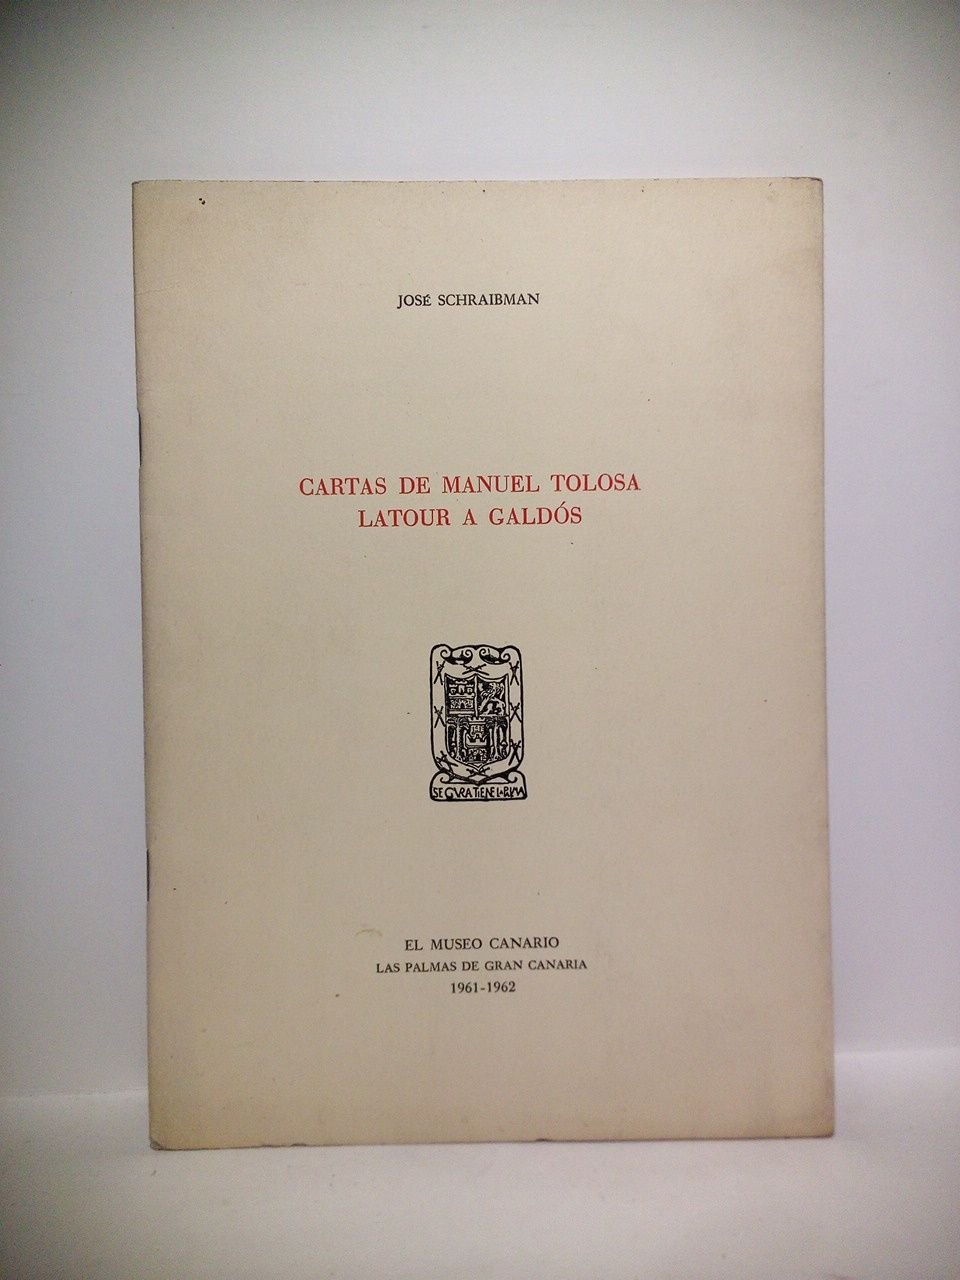 JOSÉ SCHRAIBMAN
CARTAS DE MANUEL TOLOSA
LATOUR A GALDÓS
SEGURA TIENE LA PALMA
EL MUSEO CANARIO
LAS PALMAS DE GRAN CANARIA
1961-1962